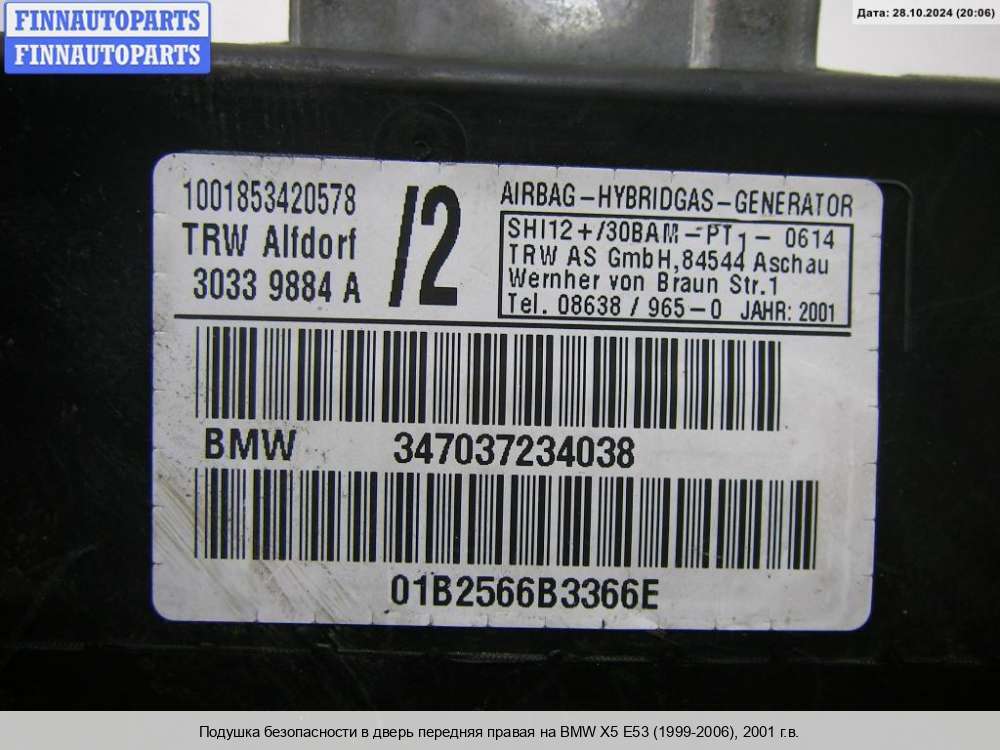 FINNAUTOPARTS
FINNAUTOPARTS
Дата: 28.10.2024 (20:06)
1001853420578
TRW Alfdorf
3033 9884 A
/2
AIRBAG-HYBRIDGAS-GENERATOR
SHI12+/30BAM-PT1-0614
TRW AS GmbH,84544 Aschau
Wernher von Braun Str.1
Tel. 08638 / 965-0 JAHR: 2001
BMW 347037234038
01B2566B3366E
Подушка безопасности в дверь передняя правая на BMW X5 E53 (1999-2006), 2001 г.в.